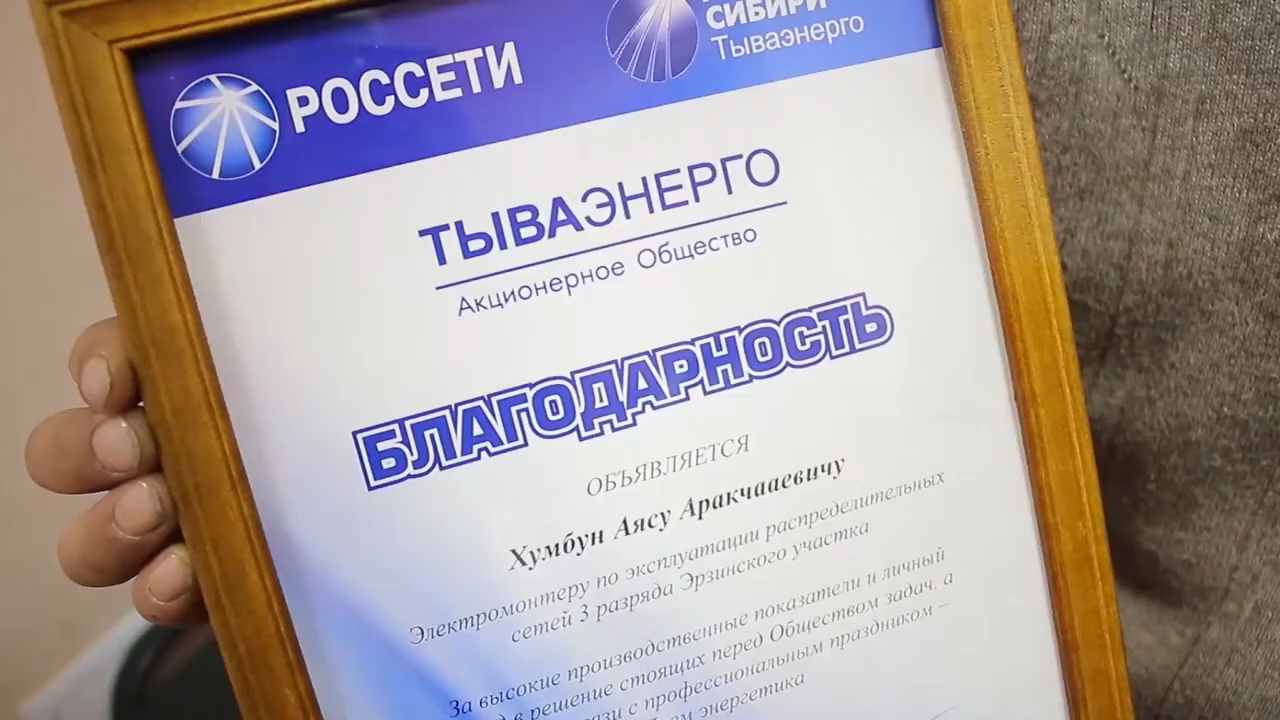 РОССЕТИ
СИБИРИ
Тываэнерго
ТЫВАЭНЕРГО
Акционерное Общество
БЛАГОДАРНОСТЬ
ОБЪЯВЛЯЕТСЯ
Хумбун Аясу Аракчааевичу
Электромонтеру по эксплуатации распределительных
сетей 3 разряда Эрзинского участка
За высокие производственные показатели и личный
в решение стоящих перед Обществом задач, а
с профессиональным праздником –
энергетика